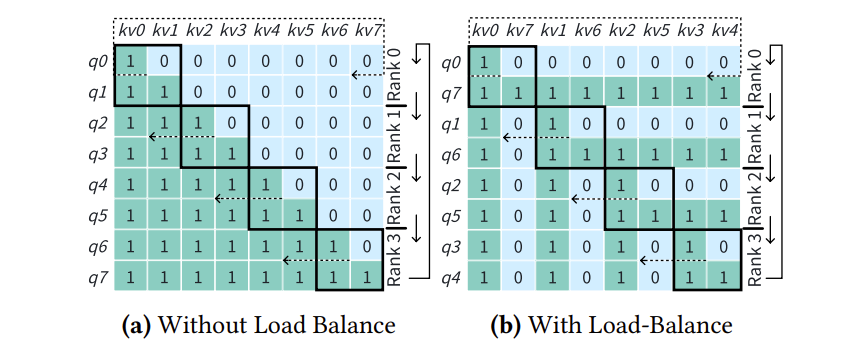 kv0 kv1 kv2 kv3 kv4 kv5 kv6 kv7
q0 1 0 0 0 0 0 0 0
q1 1 1 0 0 0 0 0 0
q2 1 1 1 0 0 0 0 0
q3 1 1 1 1 0 0 0 0
q4 1 1 1 1 1 0 0 0
q5 1 1 1 1 1 1 0 0
q6 1 1 1 1 1 1 1 0
q7 1 1 1 1 1 1 1 1
Rank 0
Rank 1
Rank 2
Rank 3
(a) Without Load Balance
kv0 kv7 kv1 kv6 kv2 kv5 kv3 kv4
q0 1 0 0 0 0 0 0 0
q7 1 1 1 1 1 1 1 1
q1 1 0 1 0 0 0 0 0
q6 1 0 1 1 1 1 1 1
q2 1 0 1 0 1 0 0 0
q5 1 0 1 0 1 1 1 1
q3 1 0 1 0 1 0 1 0
q4 1 0 1 0 1 0 1 1
Rank 0
Rank 1
Rank 2
Rank 3
(b) With Load-Balance